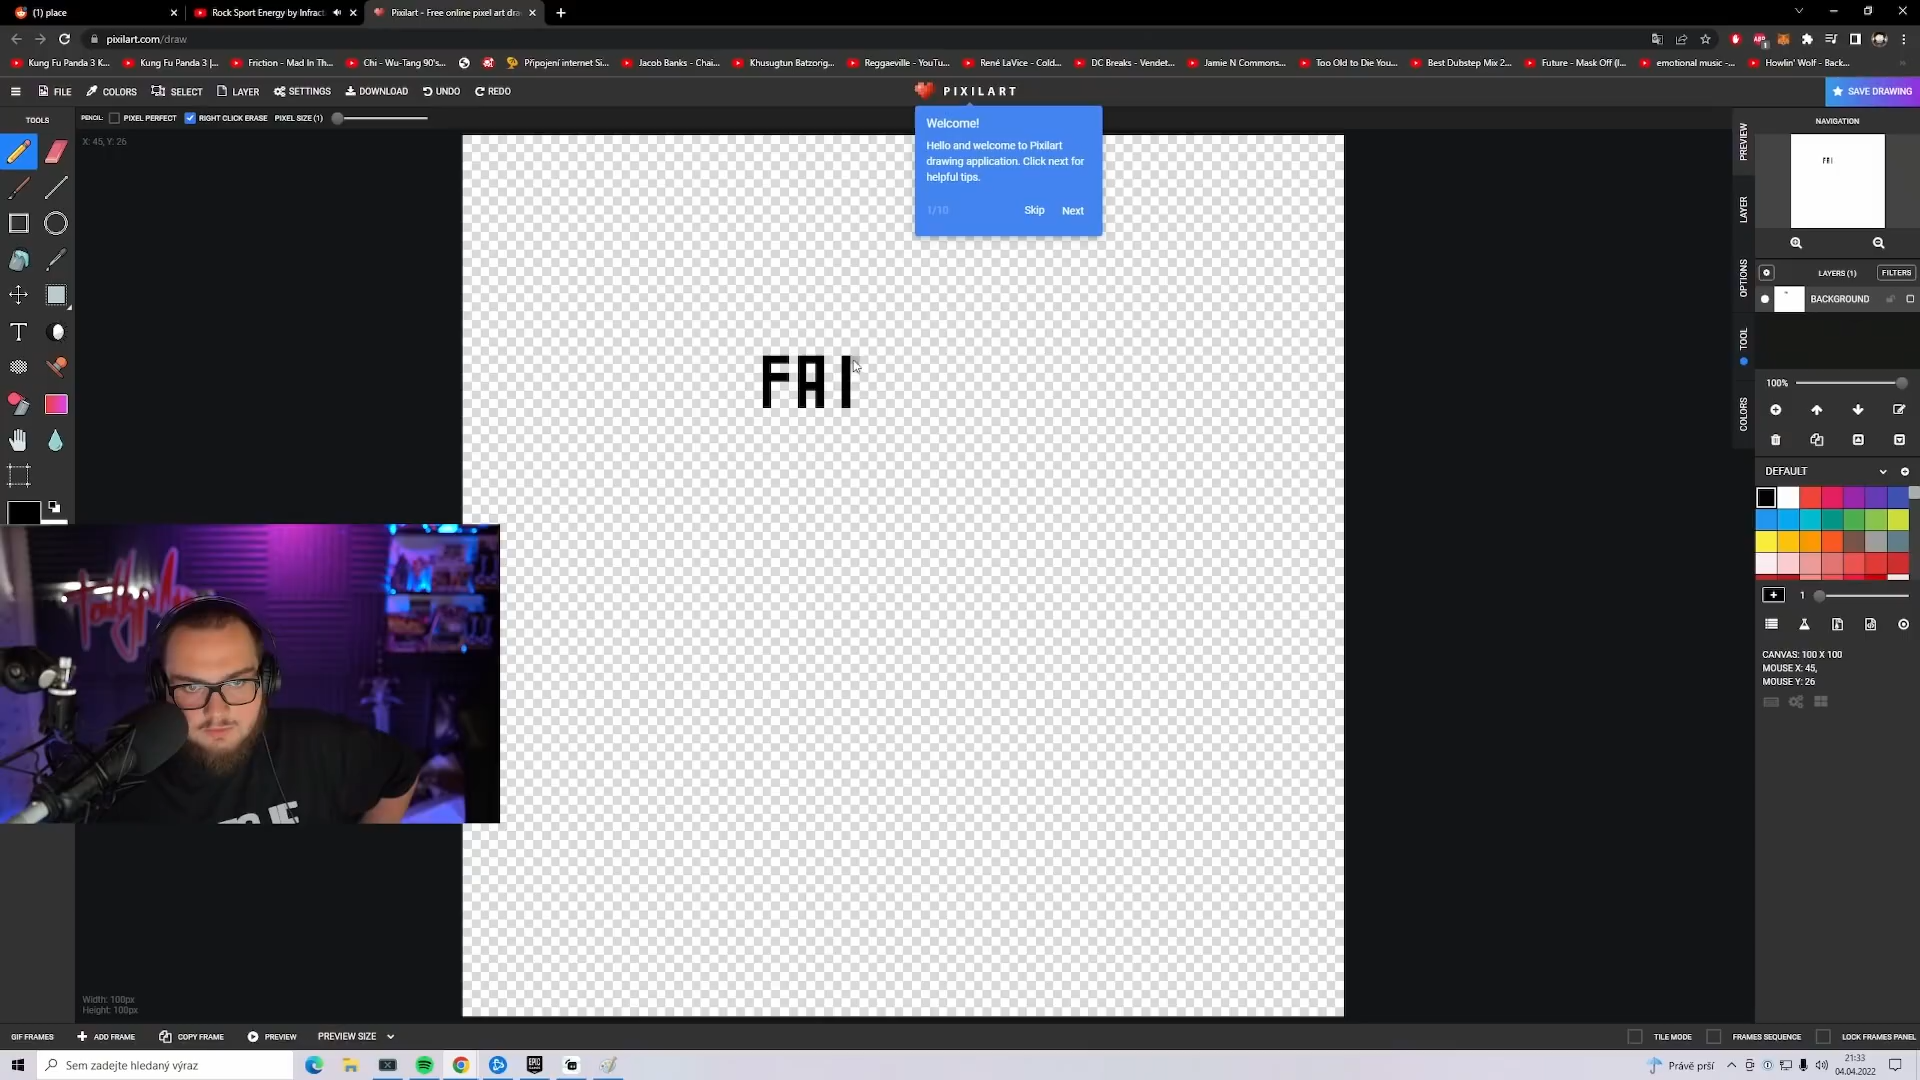 (1) place
Rock Sport Energy by Infract
Pixilart - Free online pixel art dra
pixilart.com/draw
Kung Fu Panda 3 K...
Kung Fu Panda 3 |...
Friction - Mad In Th...
Chi - Wu-Tang 90's...
Připojení internet Si...
Jacob Banks - Chai...
Khusugtun Batzorig...
Reggaeville - YouTu...
René LaVice - Cold...
DC Breaks - Vendet...
Jamie N Commons...
Too Old to Die You...
Best Dubstep Mix 2...
Future - Mask Off (I...
emotional music -...
Howlin' Wolf - Back...
FILE
COLORS
SELECT
LAYER
SETTINGS
DOWNLOAD
UNDO
REDO
PIXILART
SAVE DRAWING
TOOLS
PENCIL:
PIXEL PERFECT
RIGHT CLICK ERASE
PIXEL SIZE (1)
X: 45, Y: 26
Welcome!
Hello and welcome to Pixilart
drawing application. Click next for
helpful tips.
1/10
Skip
Next
FAI
PREVIEW
LAYER
OPTIONS
TOOL
COLORS
NAVIGATION
FAI
LAYERS (1)
FILTERS
BACKGROUND
100%
DEFAULT
1
CANVAS: 100 X 100
MOUSE X: 45,
MOUSE Y: 26
Width: 100px
Height: 100px
GIF FRAMES
ADD FRAME
COPY FRAME
PREVIEW
PREVIEW SIZE
TILE MODE
FRAMES SEQUENCE
LOCK FRAMES PANEL
Sem zadejte hledaný výraz
EPIC
Právě prší
21:33
04.04.2022